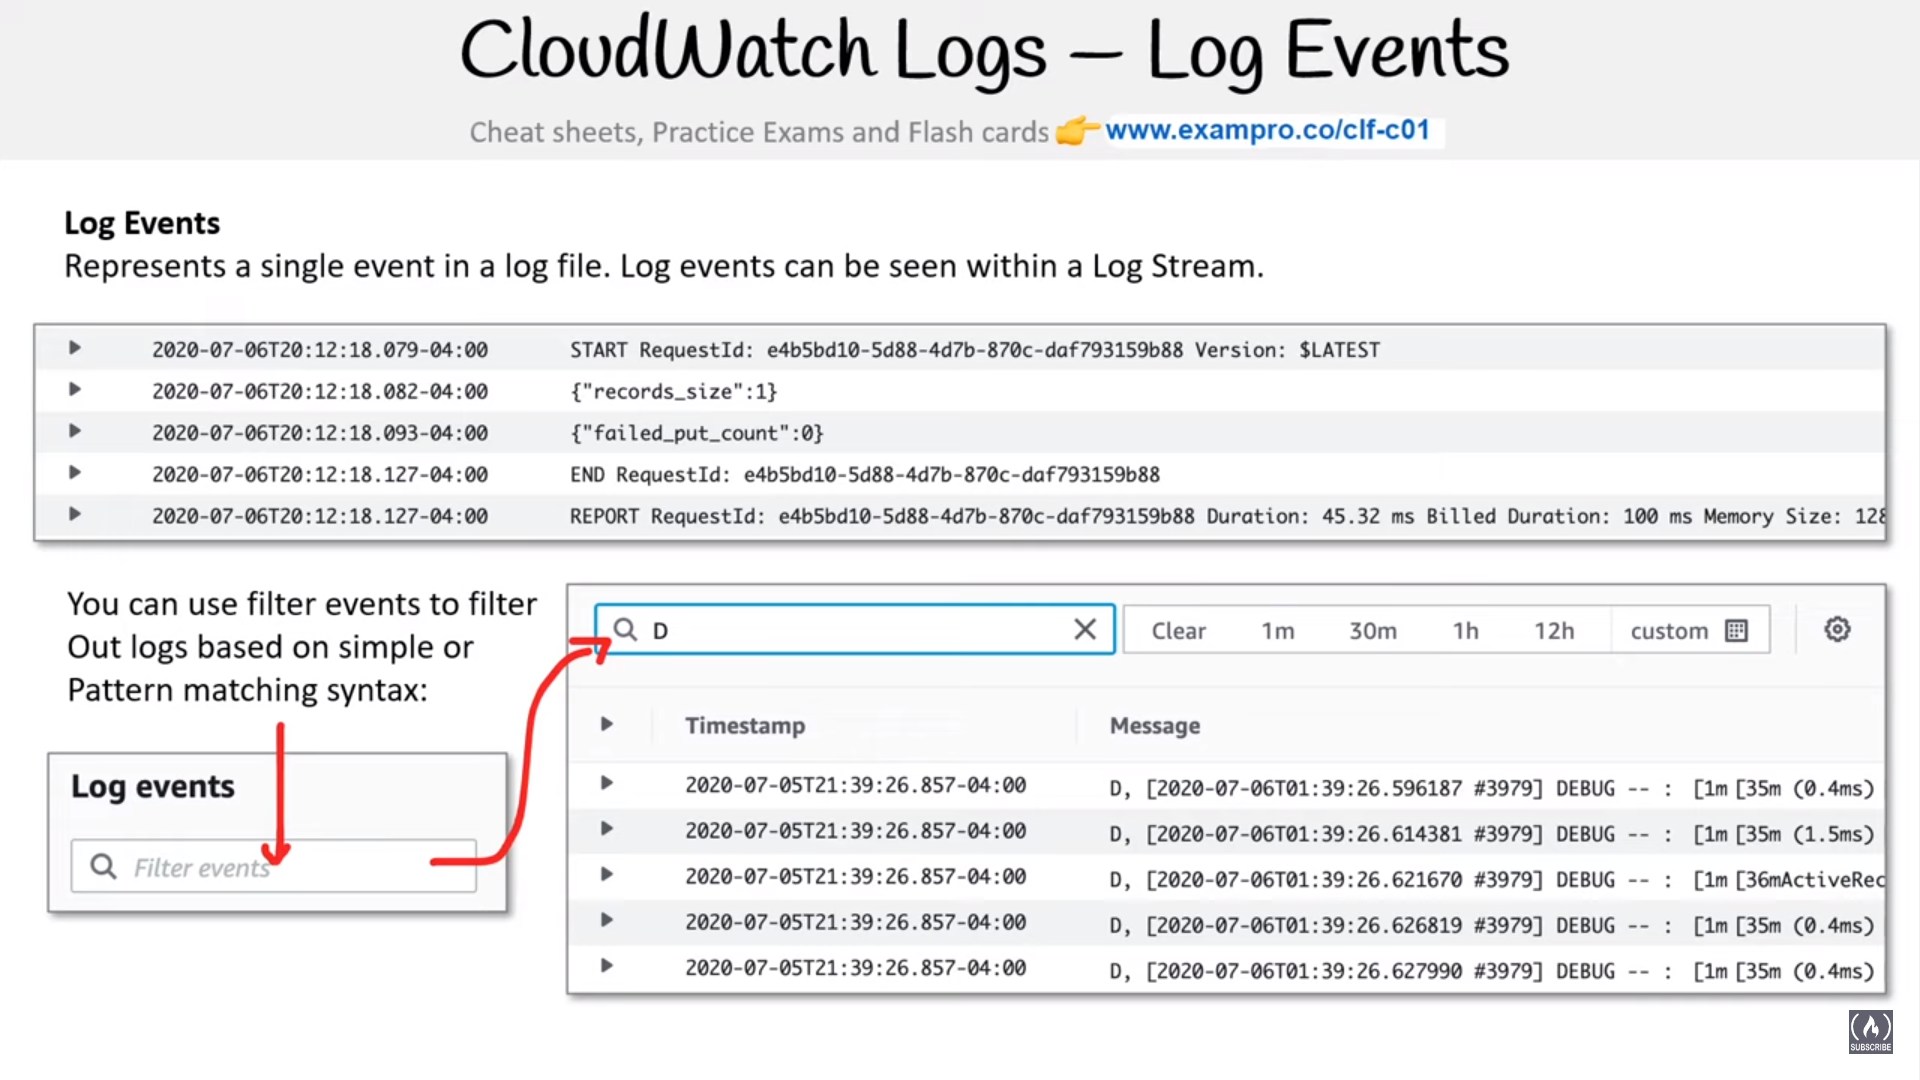 CloudWatch Logs – Log Events
Cheat sheets, Practice Exams and Flash cards 👉 www.exampro.co/clf-c01
Log Events
Represents a single event in a log file. Log events can be seen within a Log Stream.
2020-07-06T20:12:18.079-04:00 START RequestId: e4b5bd10-5d88-4d7b-870c-daf793159b88 Version: $LATEST
2020-07-06T20:12:18.082-04:00 {"records_size":1}
2020-07-06T20:12:18.093-04:00 {"failed_put_count":0}
2020-07-06T20:12:18.127-04:00 END RequestId: e4b5bd10-5d88-4d7b-870c-daf793159b88
2020-07-06T20:12:18.127-04:00 REPORT RequestId: e4b5bd10-5d88-4d7b-870c-daf793159b88 Duration: 45.32 ms Billed Duration: 100 ms Memory Size: 128
You can use filter events to filter
Out logs based on simple or
Pattern matching syntax:
Log events
Filter events
D Clear 1m 30m 1h 12h custom
Timestamp Message
2020-07-05T21:39:26.857-04:00 D, [2020-07-06T01:39:26.596187 #3979] DEBUG -- : [1m [35m (0.4ms)
2020-07-05T21:39:26.857-04:00 D, [2020-07-06T01:39:26.614381 #3979] DEBUG -- : [1m [35m (1.5ms)
2020-07-05T21:39:26.857-04:00 D, [2020-07-06T01:39:26.621670 #3979] DEBUG -- : [1m [36mActiveRec
2020-07-05T21:39:26.857-04:00 D, [2020-07-06T01:39:26.626819 #3979] DEBUG -- : [1m [35m (0.4ms)
2020-07-05T21:39:26.857-04:00 D, [2020-07-06T01:39:26.627990 #3979] DEBUG -- : [1m [35m (0.4ms)
SUBSCRIBE